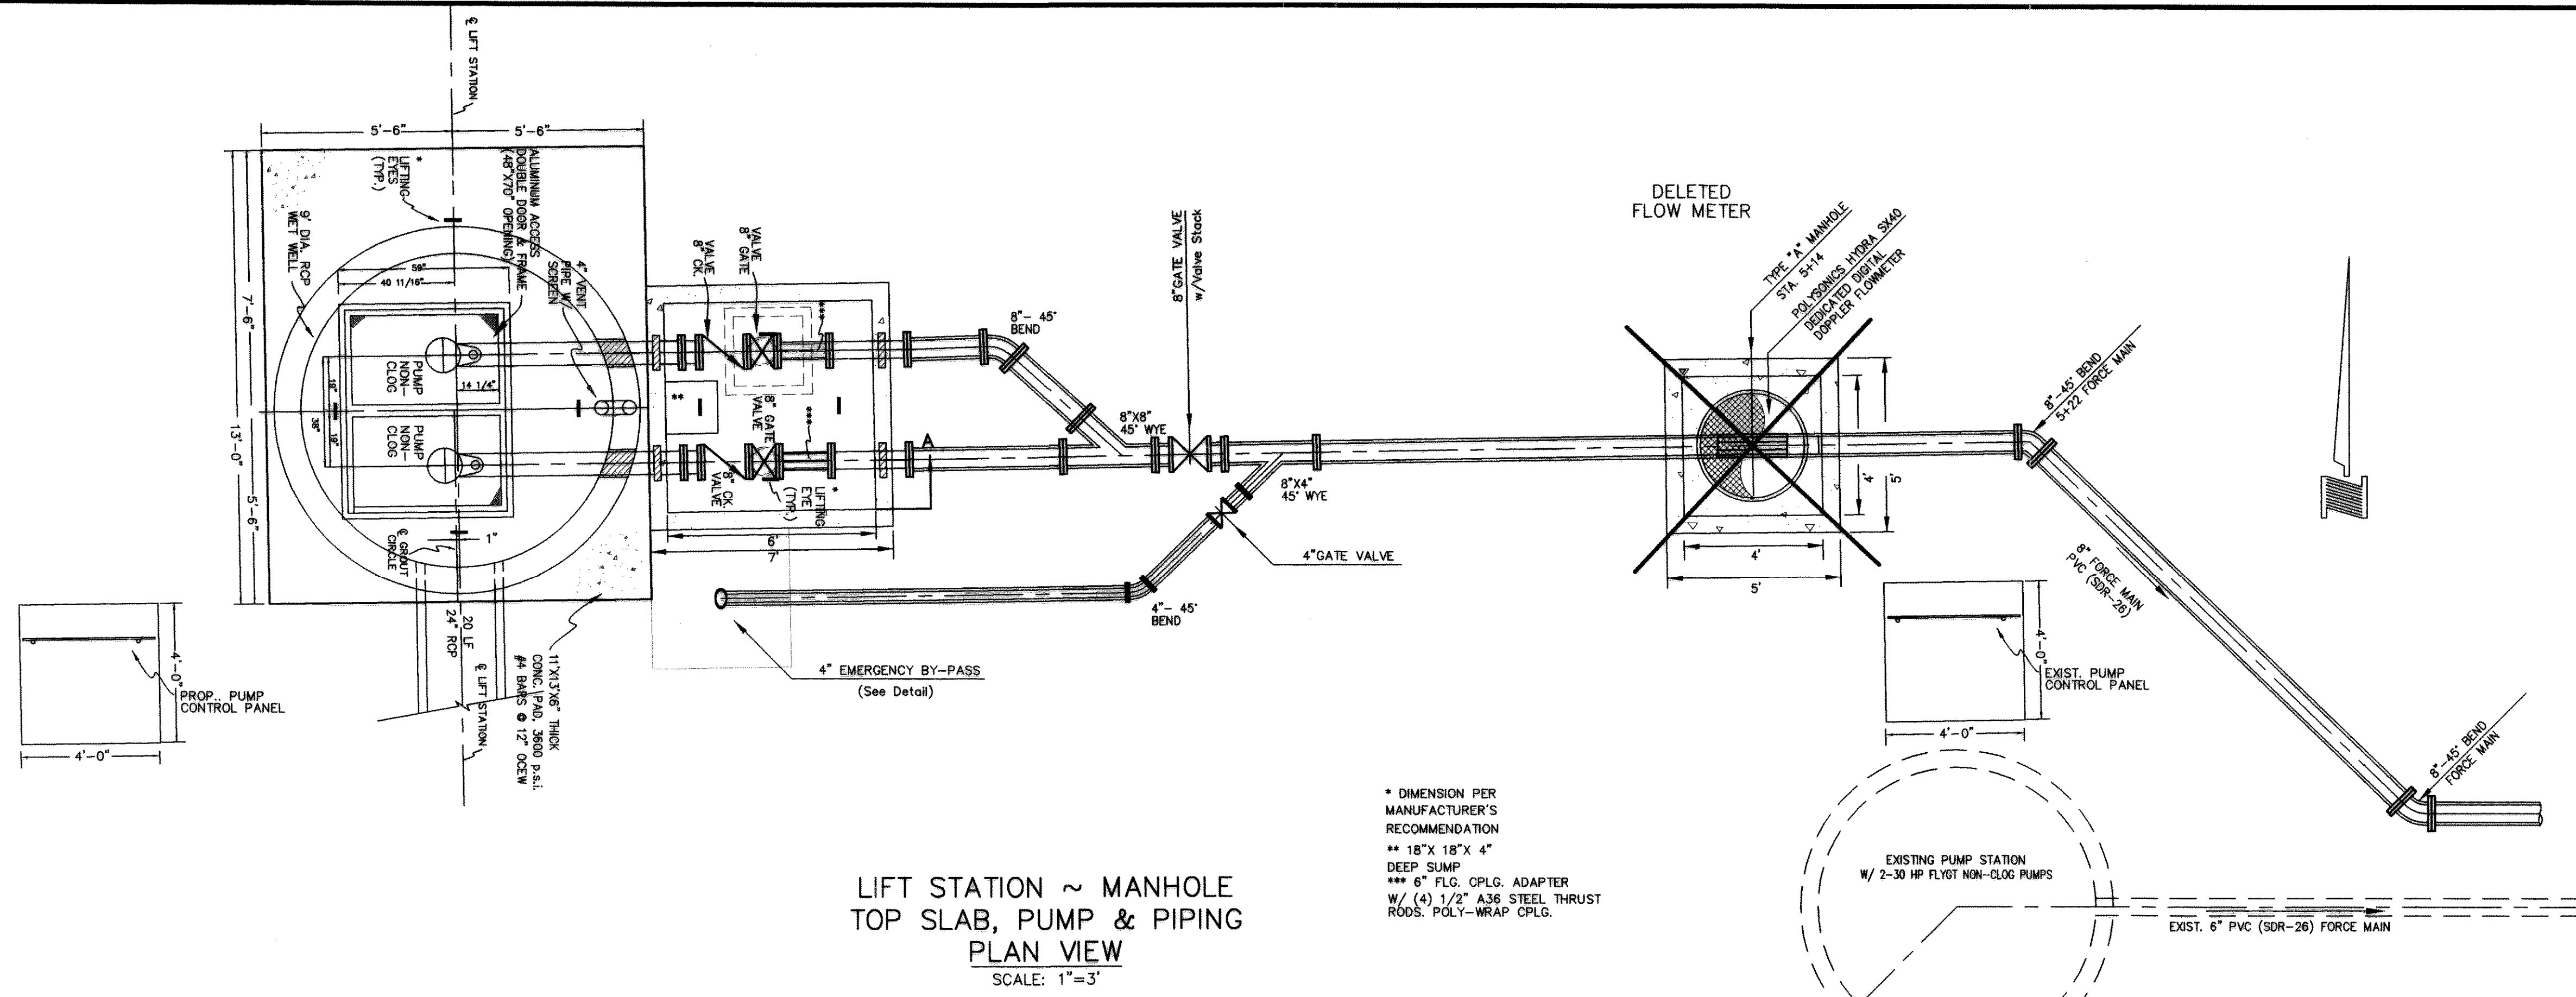 ℄ LIFT STATION
5'-6"
5'-6"
* LIFTING
EYES
(TYP.)
ALUMINUM ACCESS
DOUBLE DOOR & FRAME
(48"X70" OPENING)
9' DIA. RCP
WET WELL
59"
40 11/16"
4" VENT
PIPE W/
SCREEN
7'-6"
13'-0"
5'-6"
PUMP
NON-
CLOG
14 1/4"
19"
38"
19"
PUMP
NON-
CLOG
1"
℄ GROUT
CIRCLE
20 LF
24" RCP
℄ LIFT STATION
11'X13'X6" THICK
CONC. PAD, 3600 p.s.i.
#4 BARS @ 12" OCEW
4'-0"
4'-0"
PROP.. PUMP
CONTROL PANEL
8" CK.
VALVE
8" GATE
VALVE
***
**
8" GATE
VALVE
***
8" CK.
VALVE
* LIFTING
EYE
(TYP.)
6'
7'
A
8"- 45°
BEND
8"X8"
45° WYE
8"GATE VALVE
w/Valve Stack
8"X4"
45° WYE
4"GATE VALVE
4"- 45°
BEND
4" EMERGENCY BY-PASS
(See Detail)
DELETED
FLOW METER
TYPE "A" MANHOLE
STA. 5+14
POLYSONICS HYDRA SX40
DEDICATED DIGITAL
DOPPLER FLOWMETER
4'
5'
4'
5'
8"-45° BEND
5+22 FORCE MAIN
8" FORCE MAIN
PVC (SDR-26)
4'-0"
4'-0"
EXIST. PUMP
CONTROL PANEL
8"-45° BEND
FORCE MAIN
* DIMENSION PER
MANUFACTURER'S
RECOMMENDATION
** 18"X 18"X 4"
DEEP SUMP
*** 6" FLG. CPLG. ADAPTER
W/ (4) 1/2" A36 STEEL THRUST
RODS. POLY-WRAP CPLG.
EXISTING PUMP STATION
W/ 2-30 HP FLYGT NON-CLOG PUMPS
EXIST. 6" PVC (SDR-26) FORCE MAIN
LIFT STATION ~ MANHOLE
TOP SLAB, PUMP & PIPING
PLAN VIEW
SCALE: 1"=3'